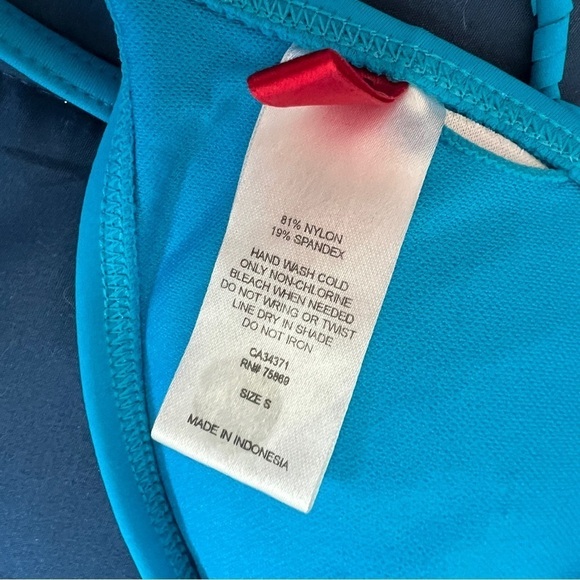 81% NYLON
19% SPANDEX
HAND WASH COLD
ONLY NON-CHLORINE
BLEACH WHEN NEEDED
DO NOT WRING OR TWIST
LINE DRY IN SHADE
DO NOT IRON
CA34371
RN# 75869
SIZE S
MADE IN INDONESIA